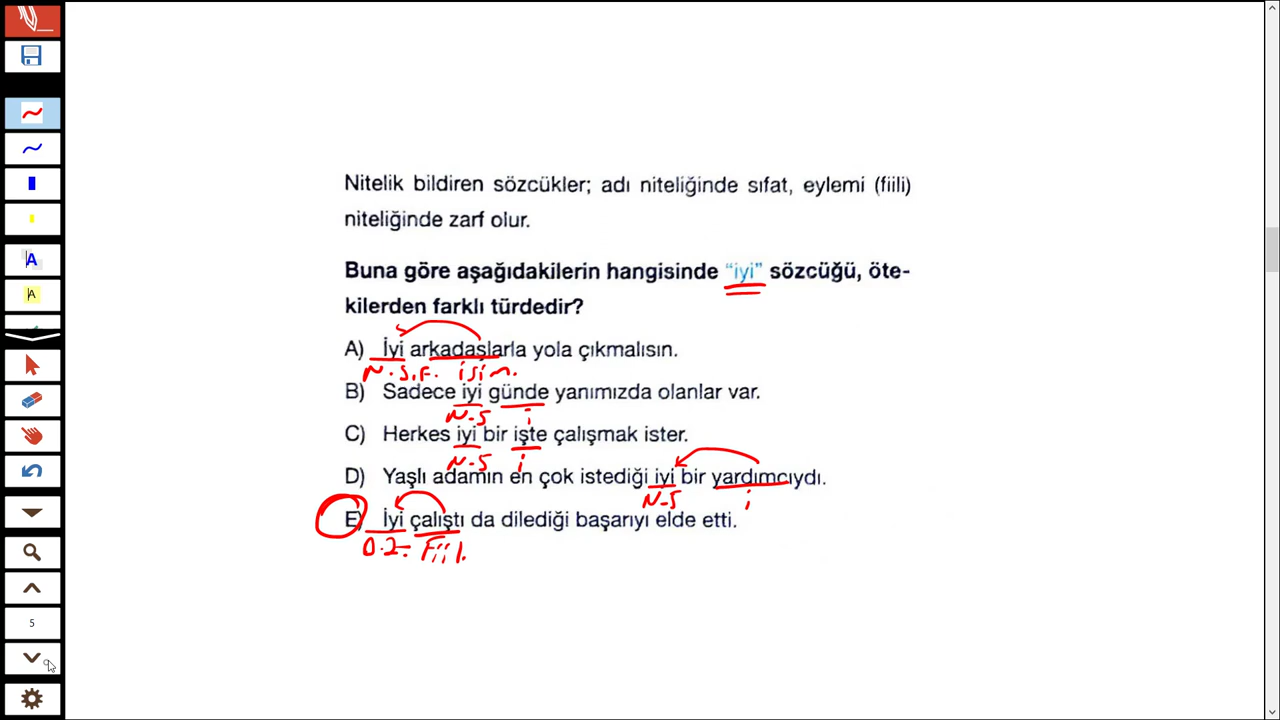 Nitelik bildiren sözcükler; adı niteliğinde sıfat, eylemi (fiili)
niteliğinde zarf olur.
Buna göre aşağıdakilerin hangisinde “iyi” sözcüğü, öte-
kilerden farklı türdedir?
A) İyi arkadaşlarla yola çıkmalısın.
N.S.F. isim.
B) Sadece iyi günde yanımızda olanlar var.
N-S i
C) Herkes iyi bir işte çalışmak ister.
N-S i
D) Yaşlı adamın en çok istediği iyi bir yardımcıydı.
N-S i
E) İyi çalıştı da dilediği başarıyı elde etti.
Fiil.
A
A
5